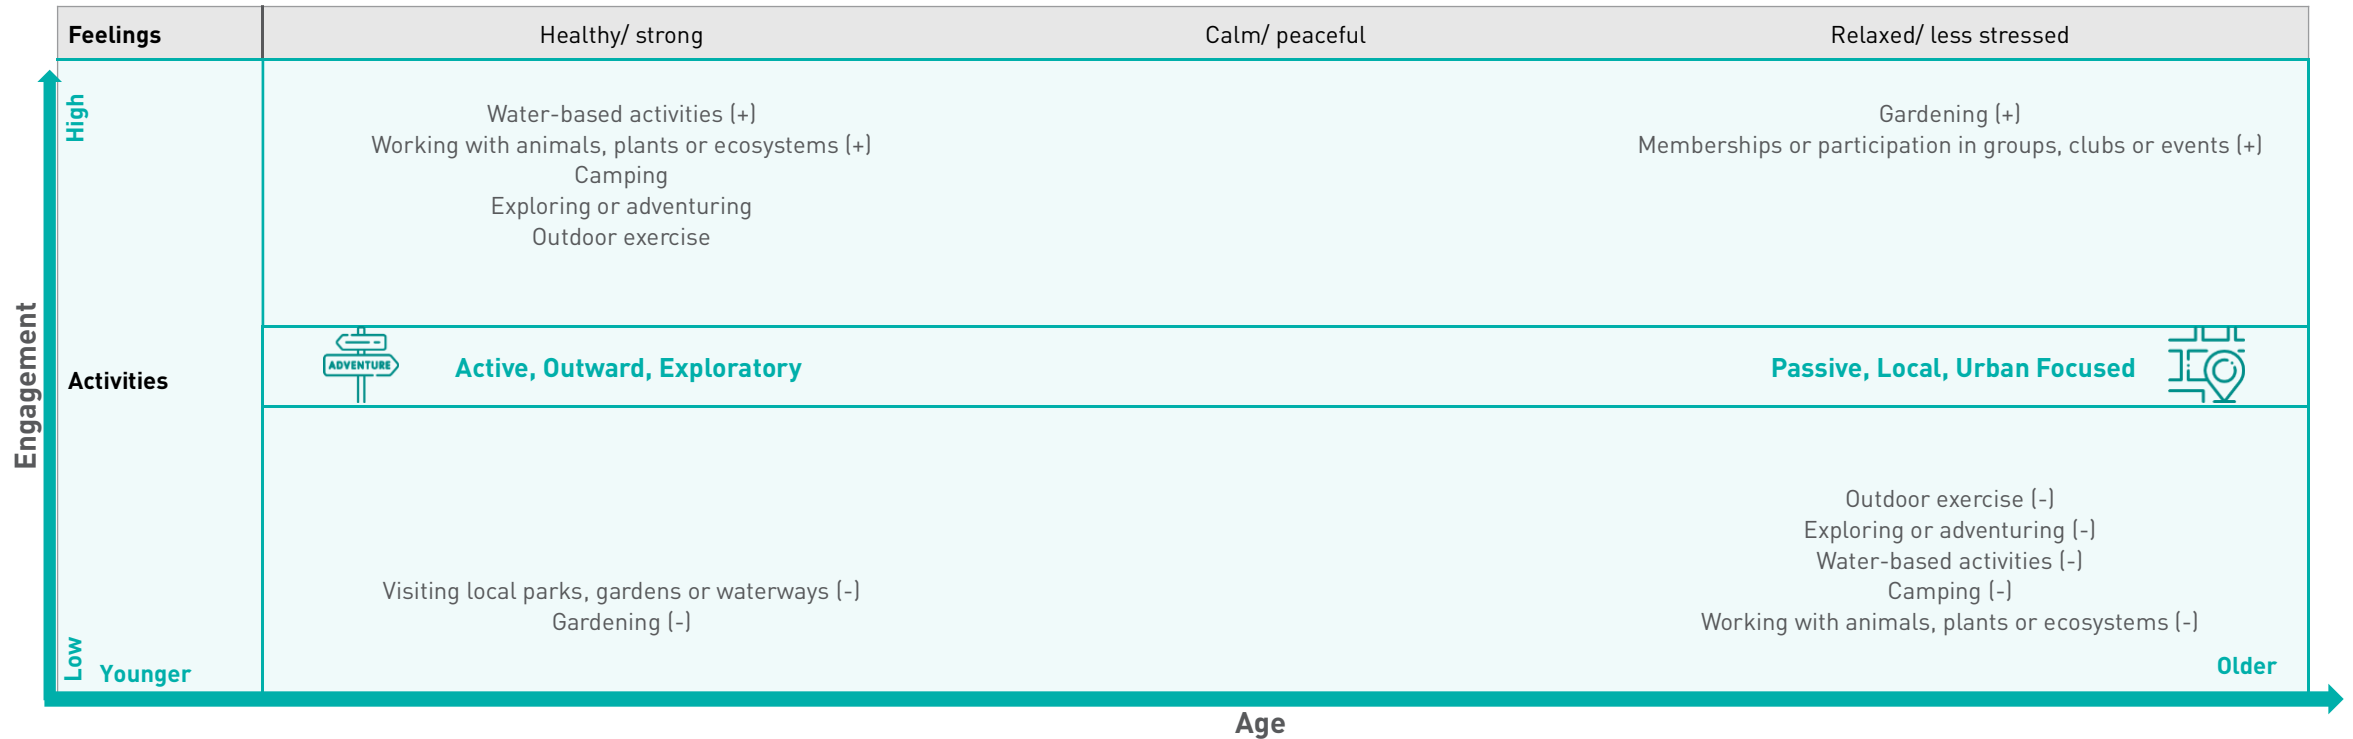 Feelings
Healthy/ strong
Calm/ peaceful
Relaxed/ less stressed
High
Water-based activities (+)
Working with animals, plants or ecosystems (+)
Camping
Exploring or adventuring
Outdoor exercise
Gardening (+)
Memberships or participation in groups, clubs or events (+)
Engagement
Activities
ADVENTURE
Active, Outward, Exploratory
Passive, Local, Urban Focused
Visiting local parks, gardens or waterways (-)
Gardening (-)
Outdoor exercise (-)
Exploring or adventuring (-)
Water-based activities (-)
Camping (-)
Working with animals, plants or ecosystems (-)
Low
Younger
Older
Age